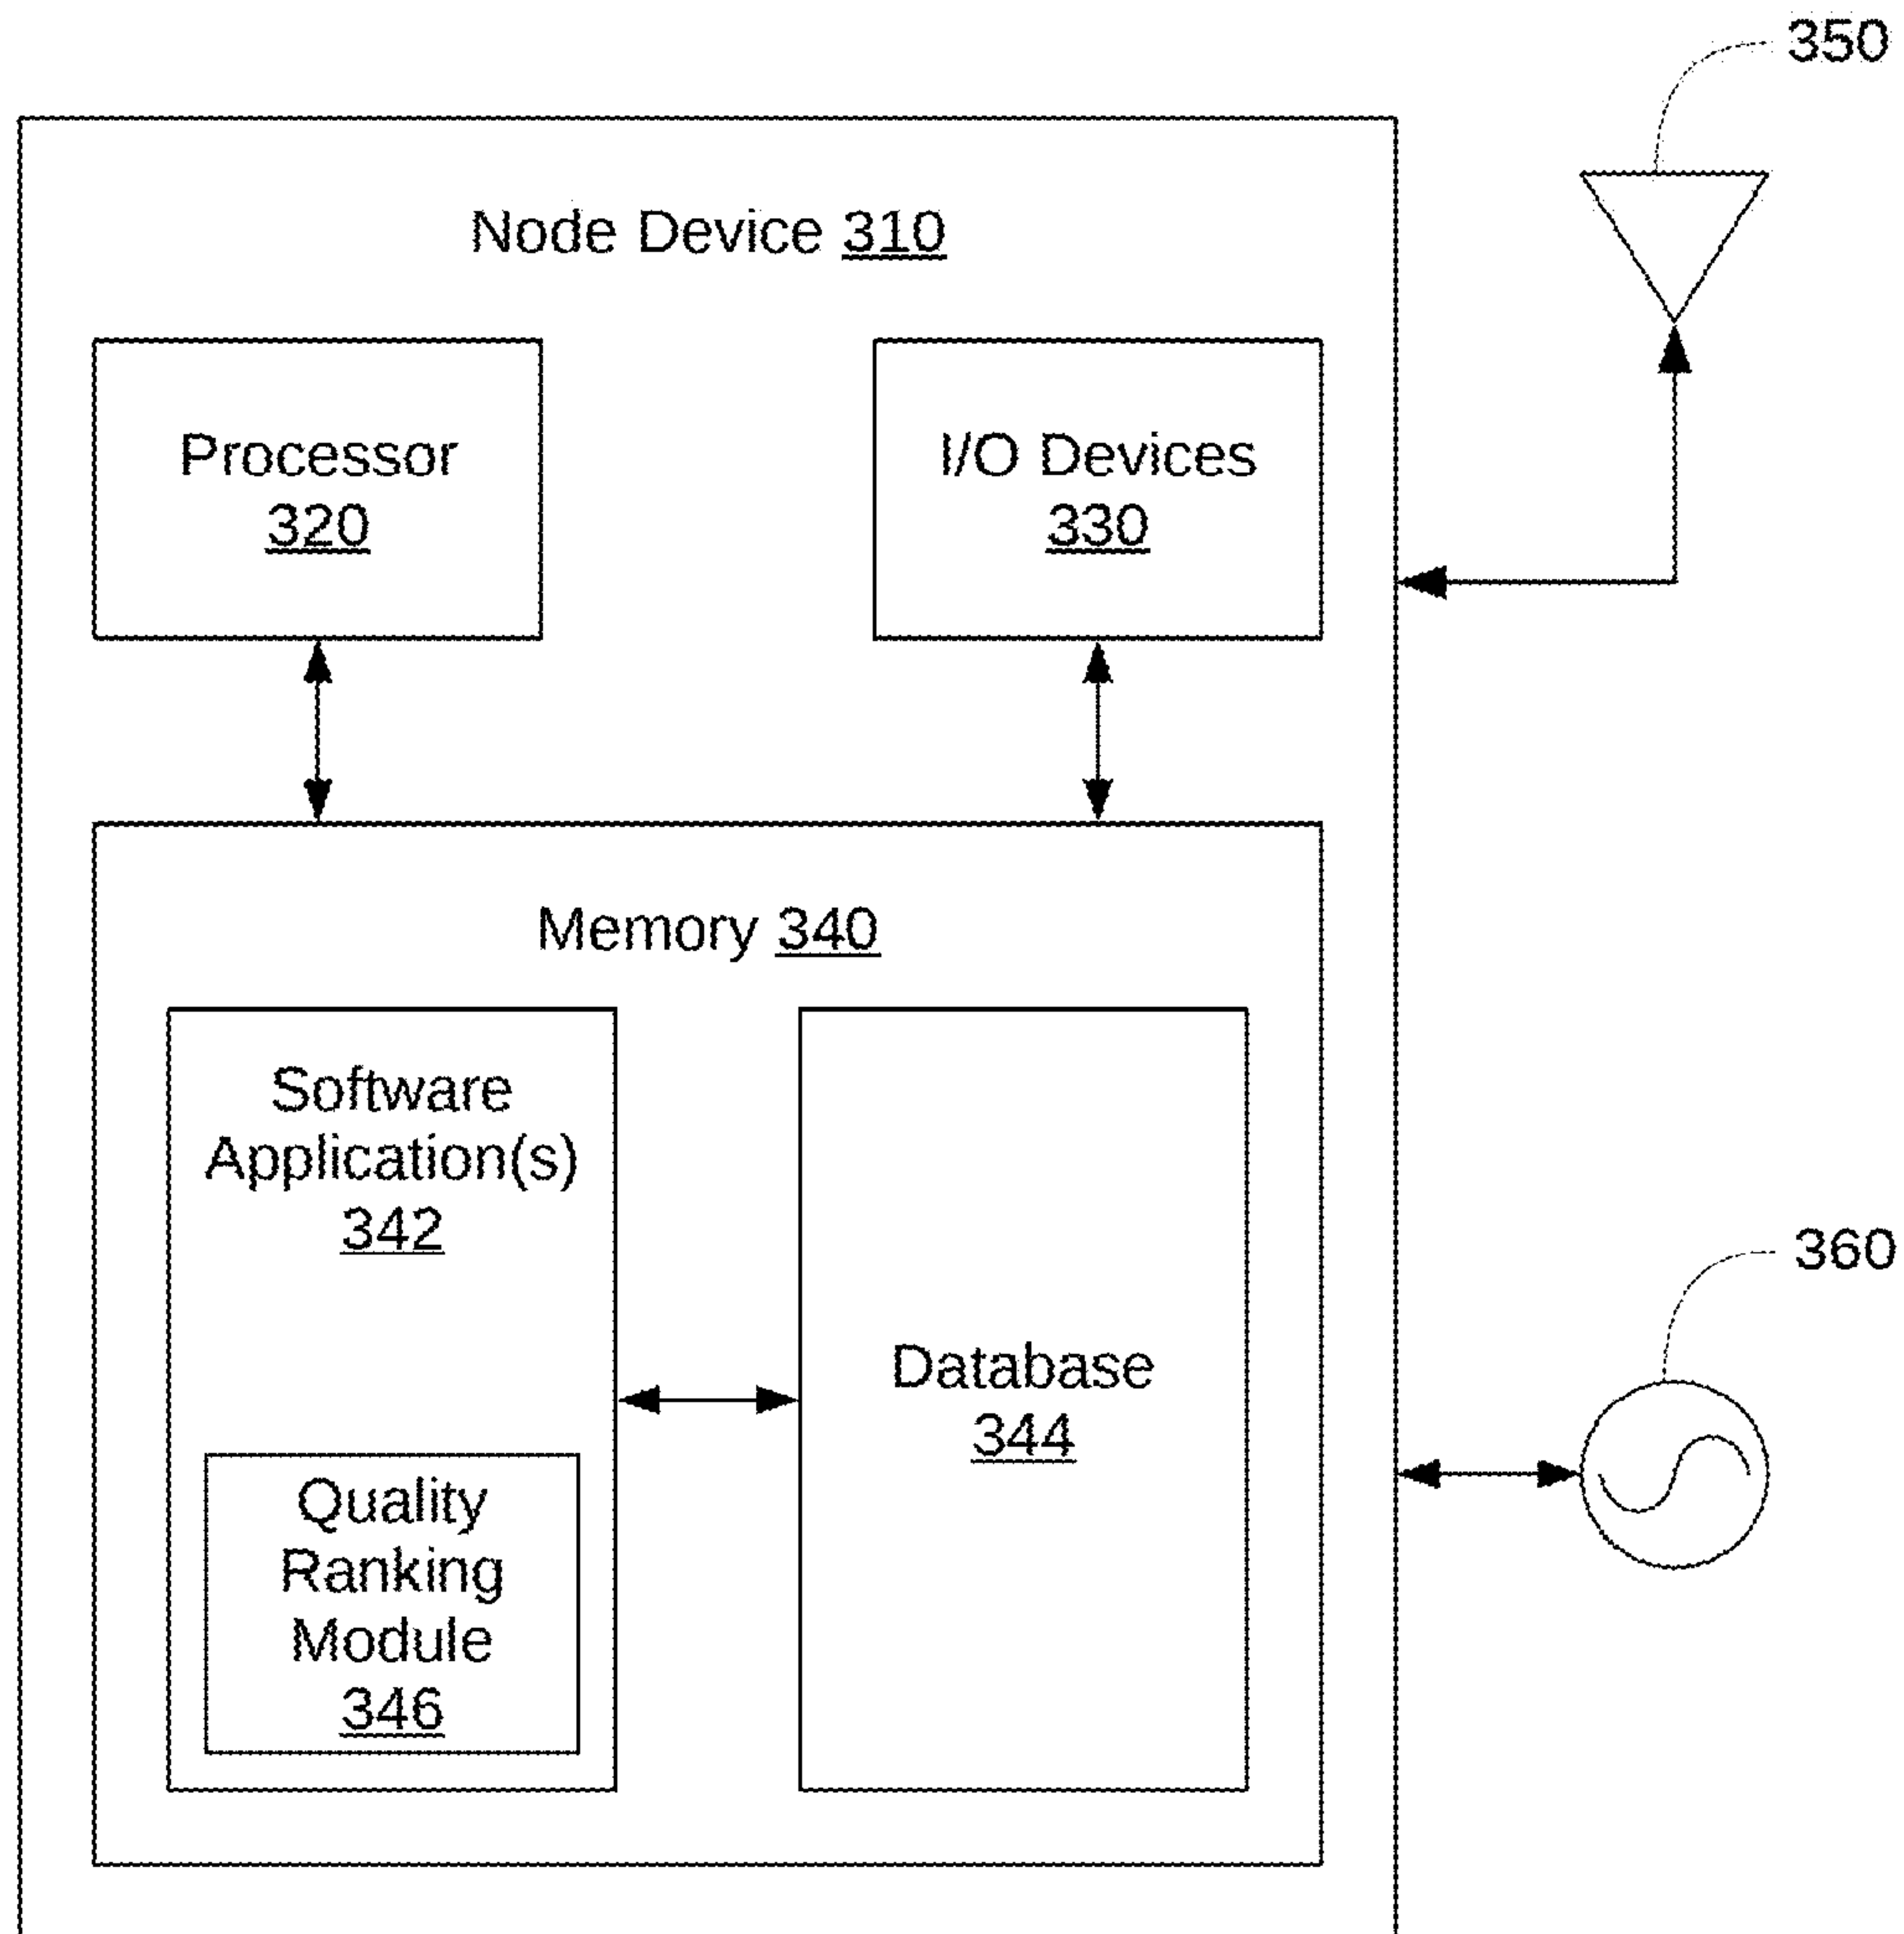 350
Node Device 310
Processor
320
I/O Devices
330
Memory 340
Software
Application(s)
342
Database
344
Quality
Ranking
Module
346
360